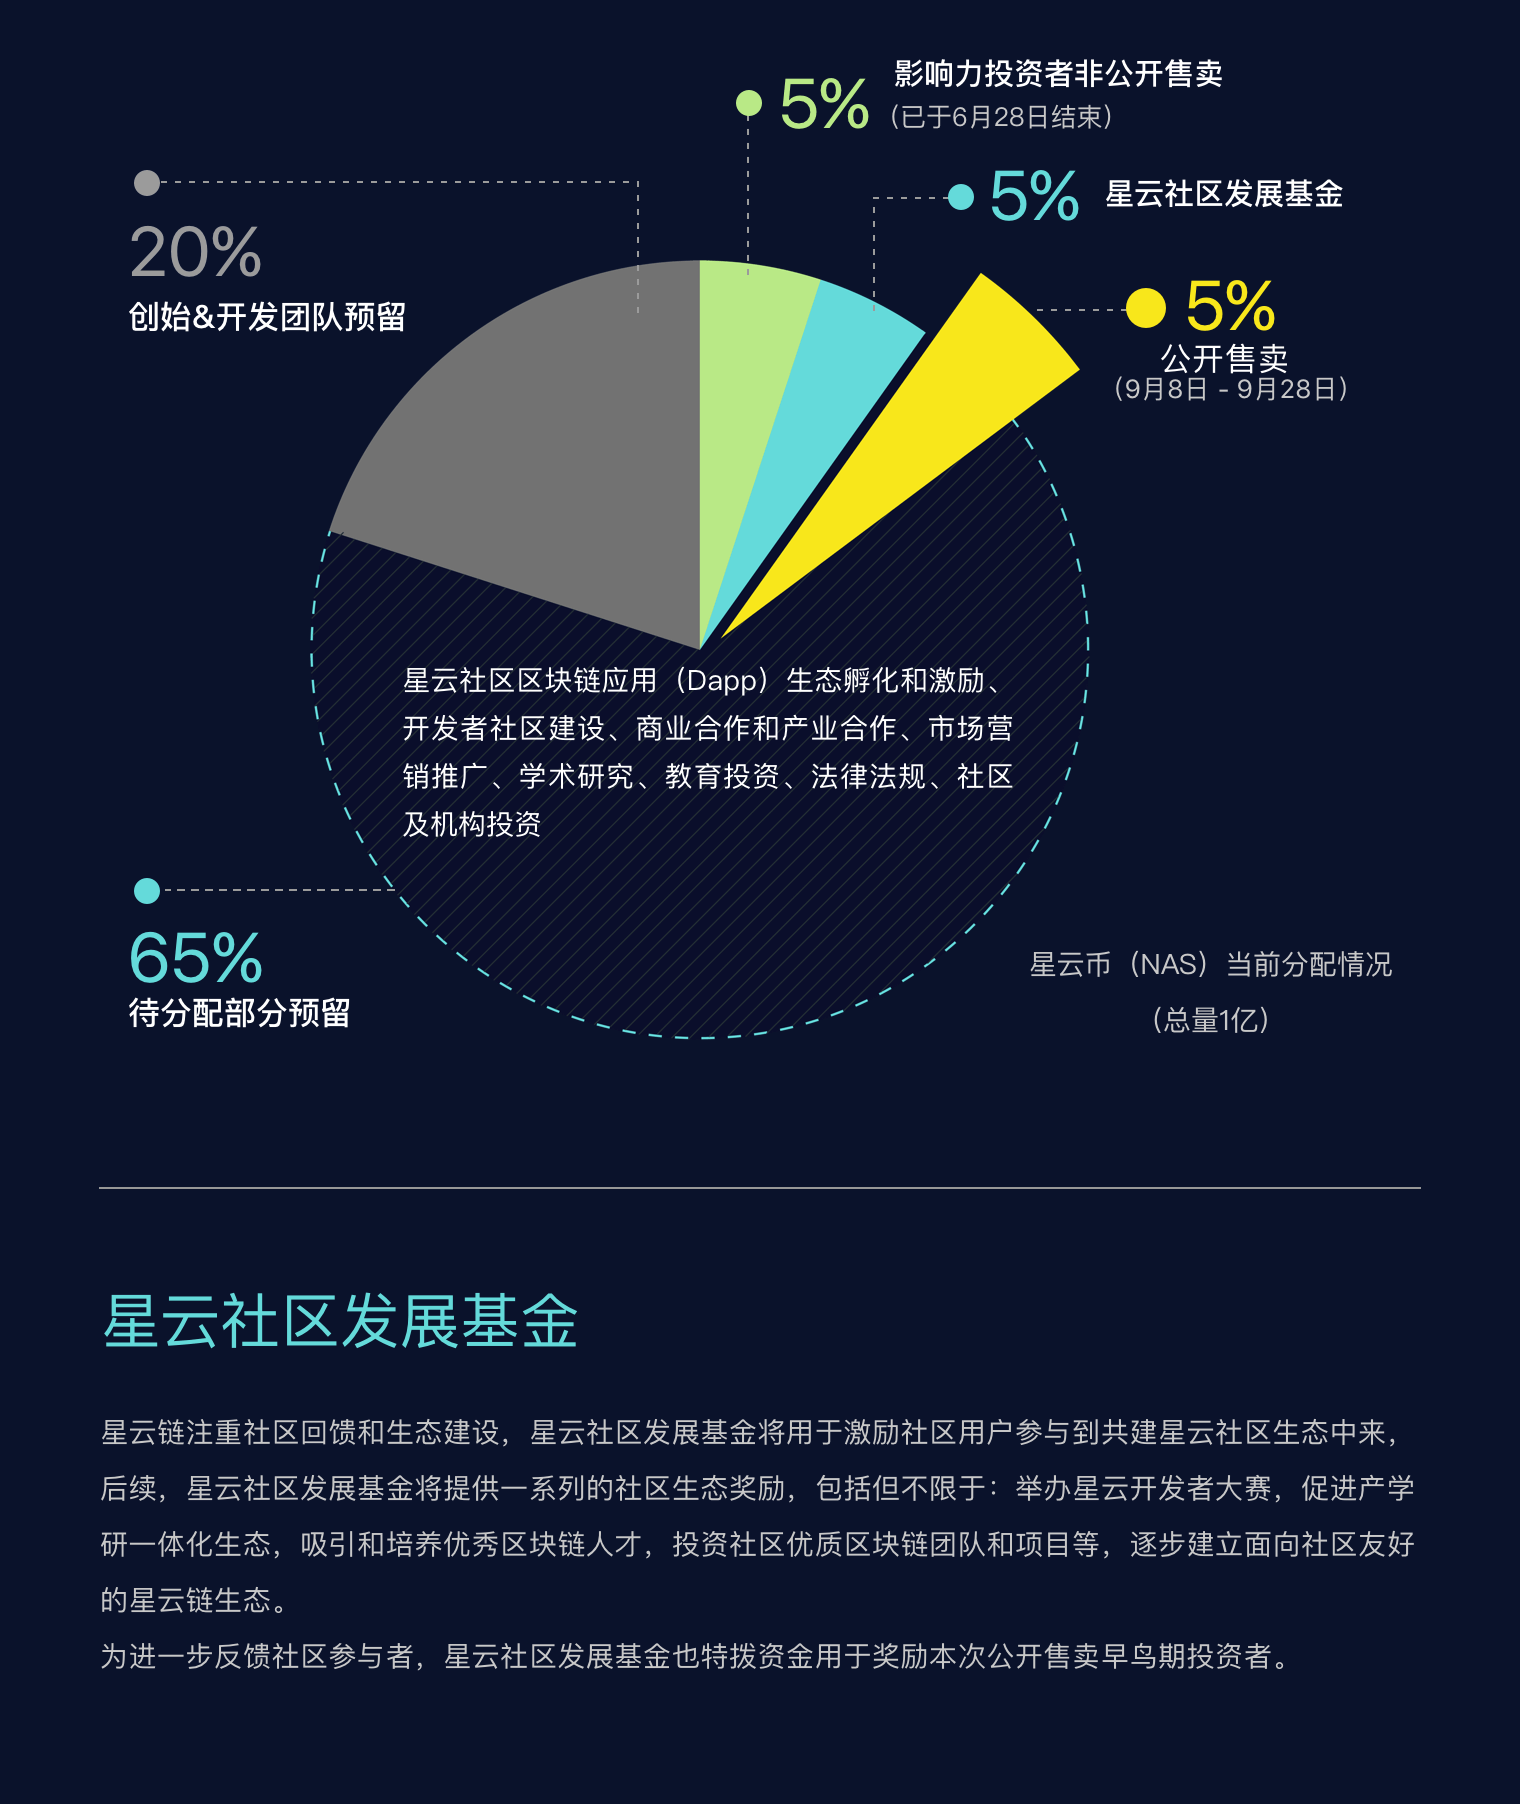 5%
影响力投资者非公开售卖
（已于6月28日结束）
5%
星云社区发展基金
20%
创始&开发团队预留
5%
公开售卖
（9月8日 - 9月28日）
星云社区区块链应用（Dapp）生态孵化和激励、
开发者社区建设、商业合作和产业合作、市场营
销推广、学术研究、教育投资、法律法规、社区
及机构投资
65%
待分配部分预留
星云币（NAS）当前分配情况
（总量1亿）
星云社区发展基金
星云链注重社区回馈和生态建设，星云社区发展基金将用于激励社区用户参与到共建星云社区生态中来，
后续，星云社区发展基金将提供一系列的社区生态奖励，包括但不限于：举办星云开发者大赛，促进产学
研一体化生态，吸引和培养优秀区块链人才，投资社区优质区块链团队和项目等，逐步建立面向社区友好
的星云链生态。
为进一步反馈社区参与者，星云社区发展基金也特拨资金用于奖励本次公开售卖早鸟期投资者。